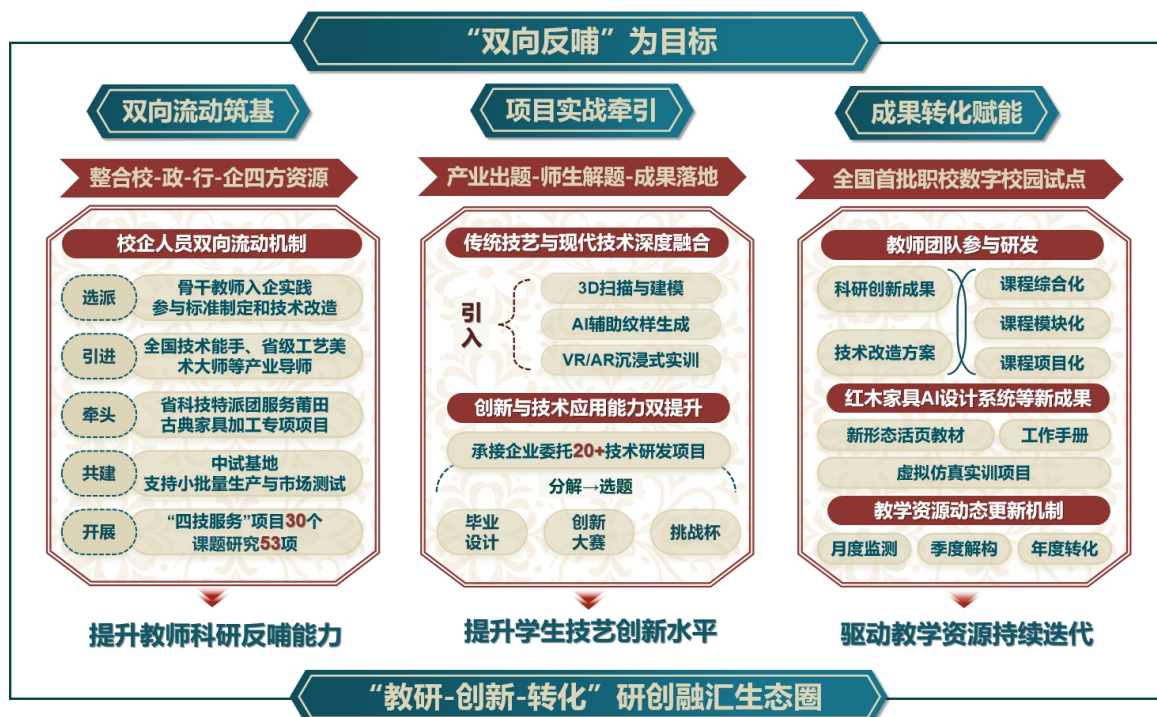 “双向反哺”为目标
双向流动筑基
整合校-政-行-企四方资源
校企人员双向流动机制
选派
骨干教师入企实践
参与标准制定和技术改造
引进
全国技术能手、省级工艺美
术大师等产业导师
牵头
省科技特派团服务莆田
古典家具加工专项项目
共建
中试基地
支持小批量生产与市场测试
开展
“四技服务”项目30个
课题研究53项
提升教师科研反哺能力
项目实战牵引
产业出题-师生解题-成果落地
传统技艺与现代技术深度融合
引
入
3D扫描与建模
AI辅助纹样生成
VR/AR沉浸式实训
创新与技术应用能力双提升
承接企业委托20+技术研发项目
分解→选题
毕业
设计
创新
大赛
挑战杯
提升学生技艺创新水平
成果转化赋能
全国首批职校数字校园试点
教师团队参与研发
科研创新成果
技术改造方案
课程综合化
课程模块化
课程项目化
红木家具AI设计系统等新成果
新形态活页教材
工作手册
虚拟仿真实训项目
教学资源动态更新机制
月度监测
季度解构
年度转化
驱动教学资源持续迭代
“教研-创新-转化”研创融汇生态圈